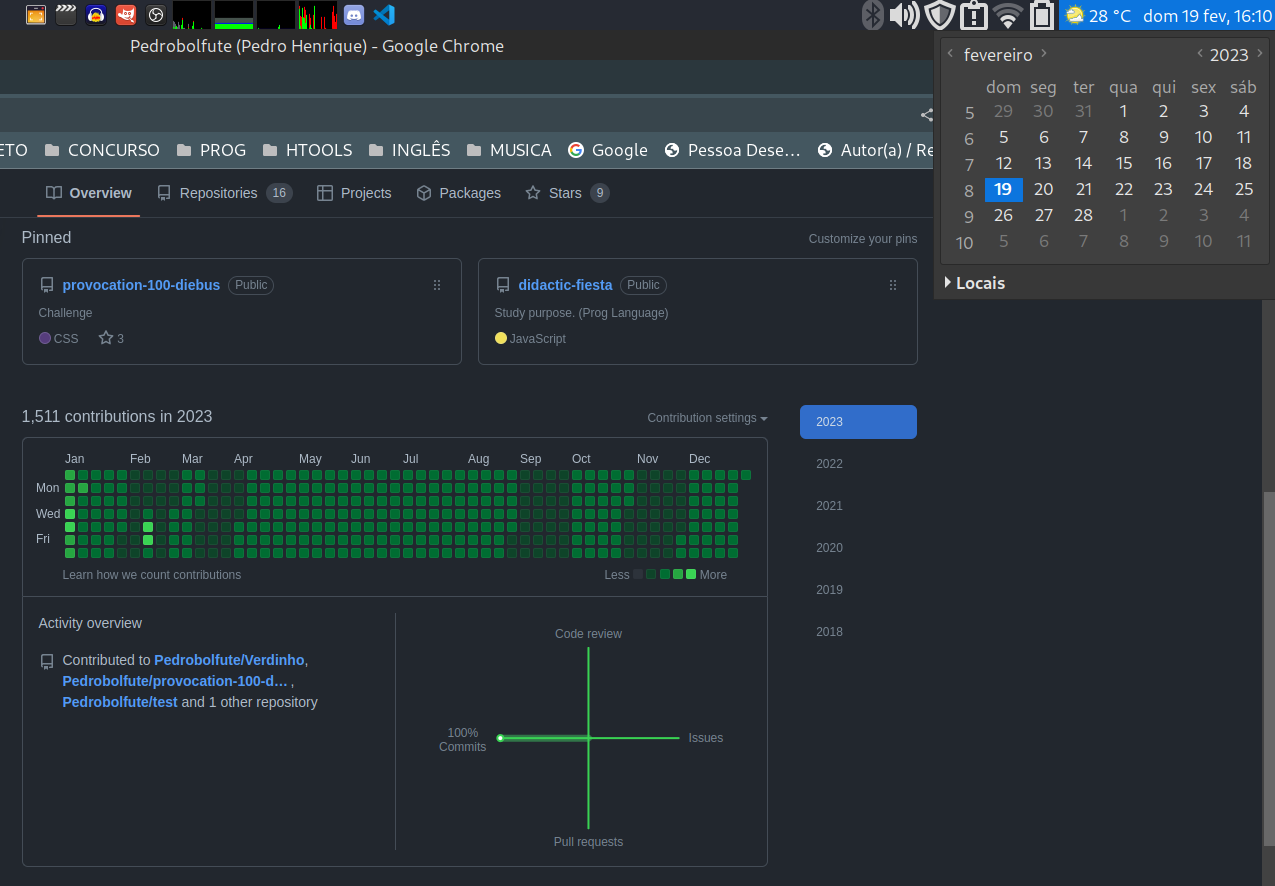 28 °C dom 19 fev, 16:10
Pedrobolfute (Pedro Henrique) - Google Chrome
fevereiro 2023
dom seg ter qua qui sex sáb
5 29 30 31 1 2 3 4
6 5 6 7 8 9 10 11
7 12 13 14 15 16 17 18
8 19 20 21 22 23 24 25
9 26 27 28 1 2 3 4
10 5 6 7 8 9 10 11
Locais
ETO CONCURSO PROG HTOOLS INGLÊS MUSICA Google Pessoa Dese... Autor(a) / Re
Overview Repositories 16 Projects Packages Stars 9
Pinned Customize your pins
provocation-100-diebus Public
Challenge
CSS 3
didactic-fiesta Public
Study purpose. (Prog Language)
JavaScript
1,511 contributions in 2023 Contribution settings
Jan Feb Mar Apr May Jun Jul Aug Sep Oct Nov Dec
Mon
Wed
Fri
Learn how we count contributions Less More
2023
2022
2021
2020
2019
2018
Activity overview
Contributed to Pedrobolfute/Verdinho,
Pedrobolfute/provocation-100-d... ,
Pedrobolfute/test and 1 other repository
Code review
100%
Commits
Issues
Pull requests